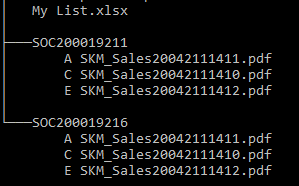 My List.xlsx
SOC200019211
A SKM_Sales20042111411.pdf
C SKM_Sales20042111410.pdf
E SKM_Sales20042111412.pdf
SOC200019216
A SKM_Sales20042111411.pdf
C SKM_Sales20042111410.pdf
E SKM_Sales20042111412.pdf